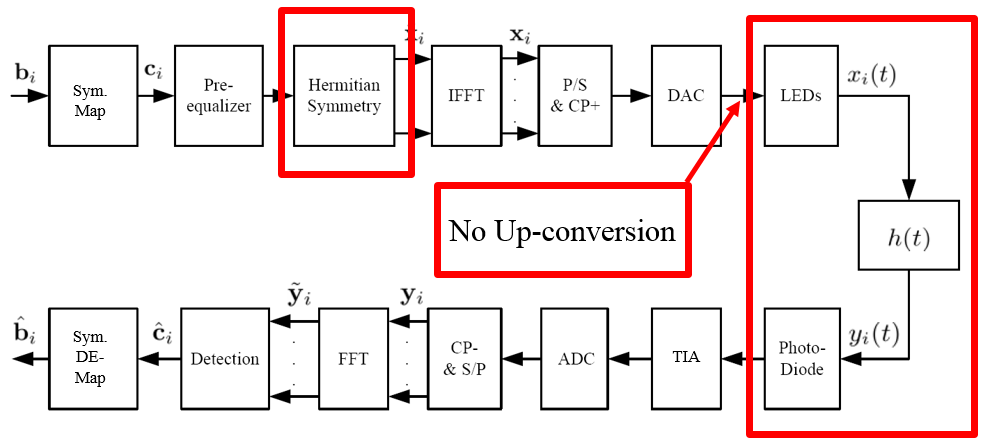 b_i
Sym.
Map
c_i
Pre-
equalizer
Hermitian
Symmetry
x̃_i
IFFT
x_i
P/S
& CP+
DAC
LEDs
x_i(t)
No Up-conversion
h(t)
b̂_i
Sym.
DE-
Map
ĉ_i
Detection
ỹ_i
FFT
y_i
CP-
& S/P
ADC
TIA
Photo-
Diode
y_i(t)